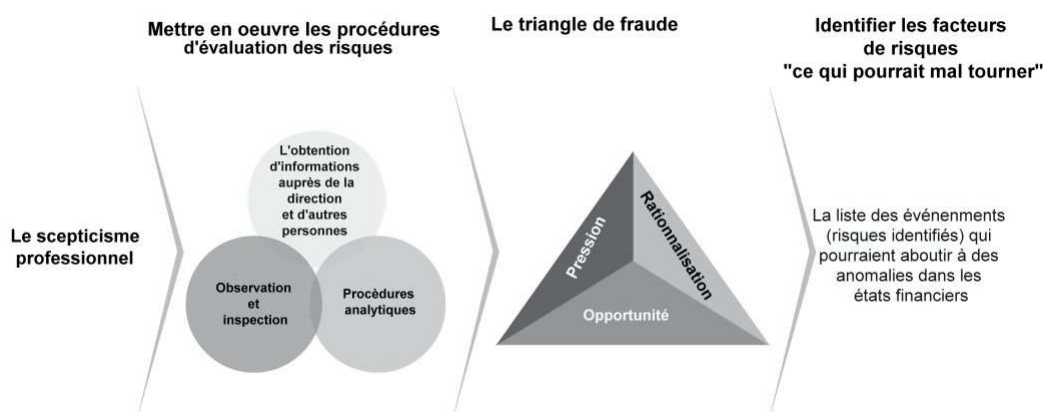 Mettre en oeuvre les procédures
d'évaluation des risques
Le triangle de fraude
Identifier les facteurs
de risques
"ce qui pourrait mal tourner"
Le scepticisme
professionnel
L'obtention
d'informations
auprès de la
direction
et d'autres
personnes
Observation
et
inspection
Procèdures
analytiques
Pression
Rationnalisation
Opportunité
La liste des événenments
(risques identifiés) qui
pourraient aboutir à des
anomalies dans les
états financiers